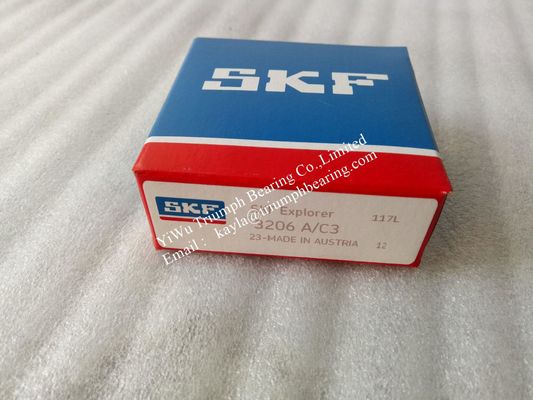 SKF
SKF
SKF Explorer
117L
3206 A/C3
23-MADE IN AUSTRIA
12
YiWu Triumph Bearing Co.,Limited
Email : kayla@triumphbearing.com